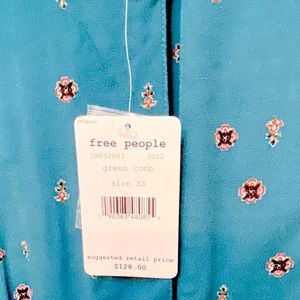 free people
OB652803 3022
green comb
size XS
suggested retail price
$128.00